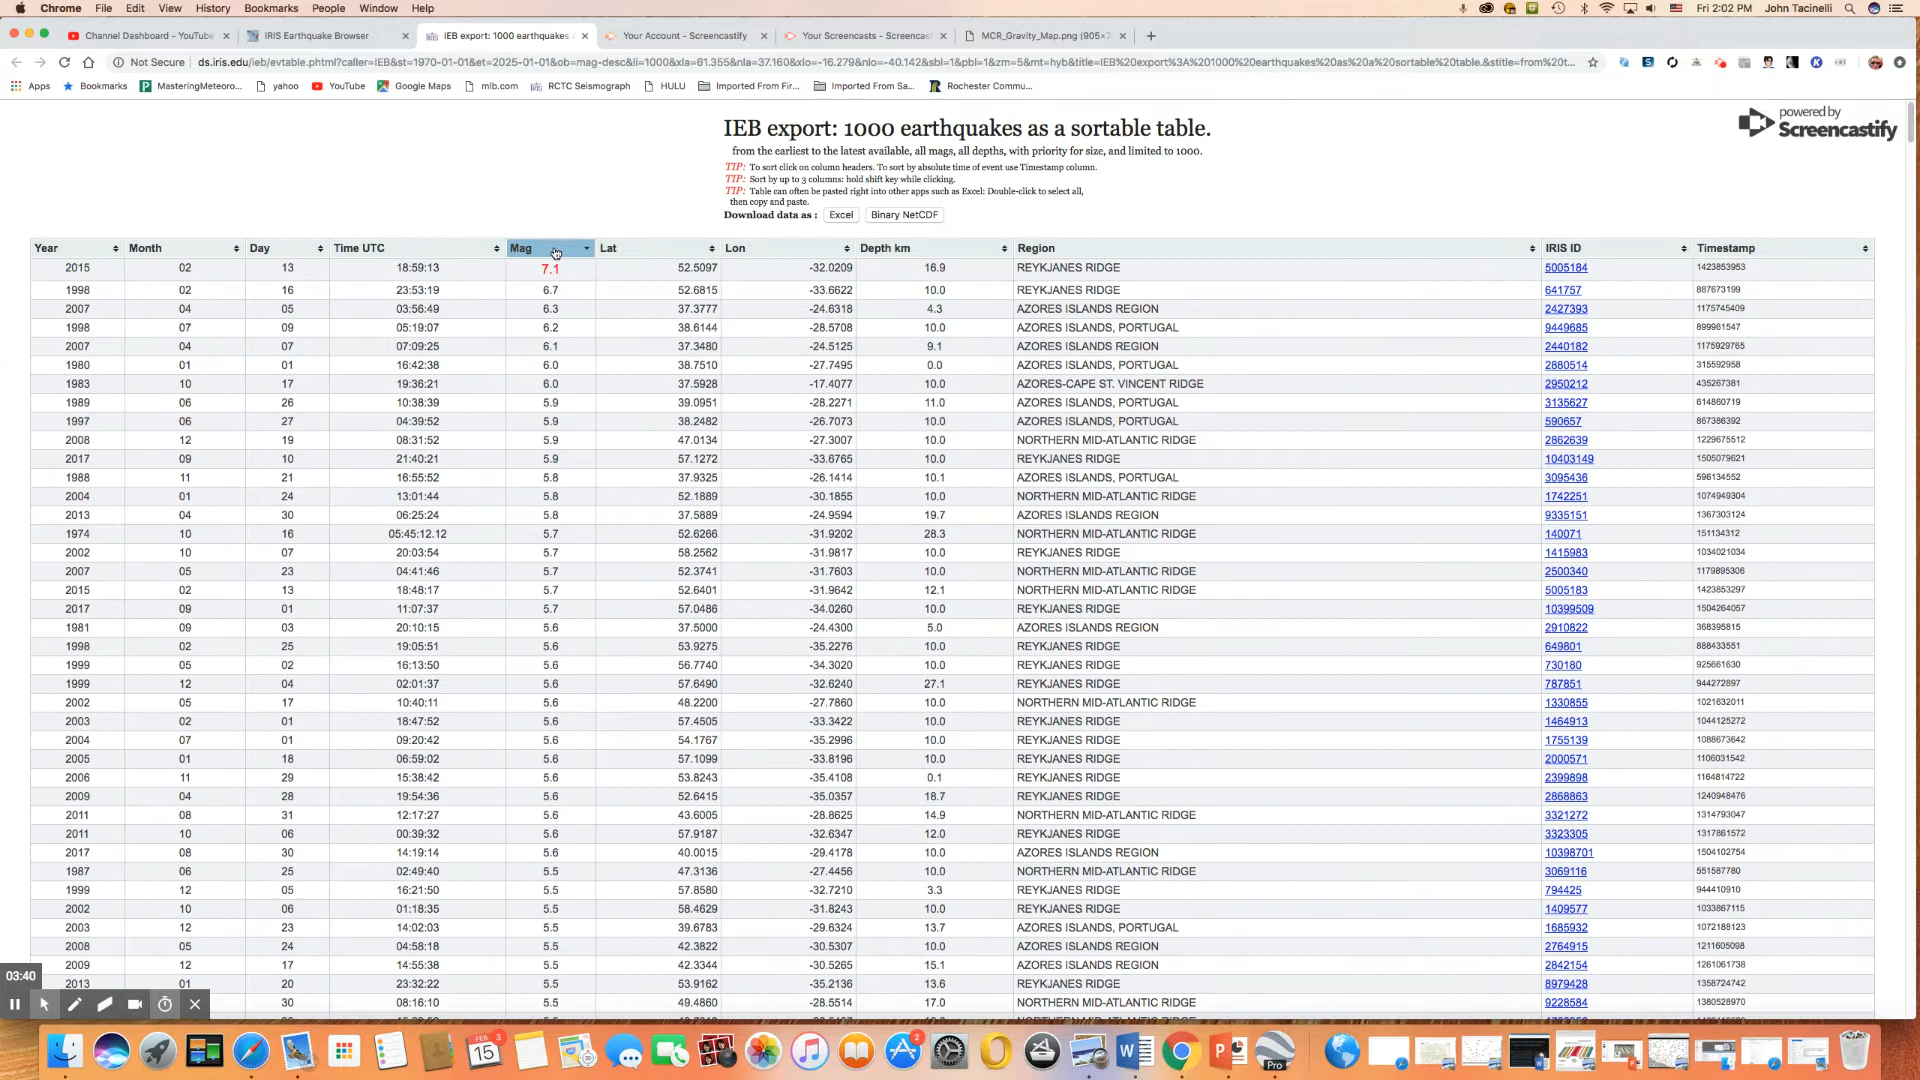 Chrome File Edit View History Bookmarks People Window Help Fri 2:02 PM John Tacinelli
Channel Dashboard - YouTube IRIS Earthquake Browser IEB export: 1000 earthquakes Your Account - Screencastify Your Screencasts - Screencast MCR_Gravity_Map.png (905×
Not Secure ds.iris.edu/ieb/evtable.phtml?caller=IEB&st=1970-01-01&et=2025-01-01&ob=mag-desc&li=1000&xla=61.355&nla=37.160&xlo=-16.279&nlo=-40.142&sbl=1&pbl=1&zm=5&mt=hyb&title=IEB%20export%3A%201000%20earthquakes%20as%20a%20sortable%20table.&stitle=from%20t...
Apps Bookmarks MasteringMeteoro... yahoo YouTube Google Maps mlb.com RCTC Seismograph HULU Imported From Fir... Imported From Sa... Rochester Commu...
powered by
Screencastify
IEB export: 1000 earthquakes as a sortable table.
from the earliest to the latest available, all mags, all depths, with priority for size, and limited to 1000.
TIP: To sort click on column headers. To sort by absolute time of event use Timestamp column.
TIP: Sort by up to 3 columns: hold shift key while clicking.
TIP: Table can often be pasted right into other apps such as Excel: Double-click to select all,
then copy and paste.
Download data as : Excel Binary NetCDF
Year Month Day Time UTC Mag Lat Lon Depth km Region IRIS ID Timestamp
2015 02 13 18:59:13 7.1 52.5097 -32.0209 16.9 REYKJANES RIDGE 5005184 1423853953
1998 02 16 23:53:19 6.7 52.6815 -33.6622 10.0 REYKJANES RIDGE 641757 887673199
2007 04 05 03:56:49 6.3 37.3777 -24.6318 4.3 AZORES ISLANDS REGION 2427393 1175745409
1998 07 09 05:19:07 6.2 38.6144 -28.5708 10.0 AZORES ISLANDS, PORTUGAL 9449685 899961547
2007 04 07 07:09:25 6.1 37.3480 -24.5125 9.1 AZORES ISLANDS REGION 2440182 1175929765
1980 01 01 16:42:38 6.0 38.7510 -27.7495 0.0 AZORES ISLANDS, PORTUGAL 2880514 315592958
1983 10 17 19:36:21 6.0 37.5928 -17.4077 10.0 AZORES-CAPE ST. VINCENT RIDGE 2950212 435267381
1989 06 26 10:38:39 5.9 39.0951 -28.2271 11.0 AZORES ISLANDS, PORTUGAL 3135627 614860719
1997 06 27 04:39:52 5.9 38.2482 -26.7073 10.0 AZORES ISLANDS, PORTUGAL 590657 867386392
2008 12 19 08:31:52 5.9 47.0134 -27.3007 10.0 NORTHERN MID-ATLANTIC RIDGE 2862639 1229675512
2017 09 10 21:40:21 5.9 57.1272 -33.6765 10.0 REYKJANES RIDGE 10403149 1505079621
1988 11 21 16:55:52 5.8 37.9325 -26.1414 10.1 AZORES ISLANDS, PORTUGAL 3095436 596134552
2004 01 24 13:01:44 5.8 52.1889 -30.1855 10.0 NORTHERN MID-ATLANTIC RIDGE 1742251 1074949304
2013 04 30 06:25:24 5.8 37.5889 -24.9594 19.7 AZORES ISLANDS REGION 9335151 1367303124
1974 10 16 05:45:12.12 5.7 52.6266 -31.9202 28.3 NORTHERN MID-ATLANTIC RIDGE 140071 151134312
2002 10 07 20:03:54 5.7 58.2562 -31.9817 10.0 REYKJANES RIDGE 1415983 1034021034
2007 05 23 04:41:46 5.7 52.3741 -31.7603 10.0 NORTHERN MID-ATLANTIC RIDGE 2500340 1179895306
2015 02 13 18:48:17 5.7 52.6401 -31.9642 12.1 NORTHERN MID-ATLANTIC RIDGE 5005183 1423853297
2017 09 01 11:07:37 5.7 57.0486 -34.0260 10.0 REYKJANES RIDGE 10399509 1504264057
1981 09 03 20:10:15 5.6 37.5000 -24.4300 5.0 AZORES ISLANDS REGION 2910822 368395815
1998 02 25 19:05:51 5.6 53.9275 -35.2276 10.0 REYKJANES RIDGE 649801 888433551
1999 05 02 16:13:50 5.6 56.7740 -34.3020 10.0 REYKJANES RIDGE 730180 925661630
1999 12 04 02:01:37 5.6 57.6490 -32.6240 27.1 REYKJANES RIDGE 787851 944272897
2002 05 17 10:40:11 5.6 48.2200 -27.7860 10.0 NORTHERN MID-ATLANTIC RIDGE 1330855 1021632011
2003 02 01 18:47:52 5.6 57.4505 -33.3422 10.0 REYKJANES RIDGE 1464913 1044125272
2004 07 01 09:20:42 5.6 54.1767 -35.2996 10.0 REYKJANES RIDGE 1755139 1088673642
2005 01 18 06:59:02 5.6 57.1099 -33.8196 10.0 REYKJANES RIDGE 2000571 1106031542
2006 11 29 15:38:42 5.6 53.8243 -35.4108 0.1 REYKJANES RIDGE 2399898 1164814722
2009 04 28 19:54:36 5.6 52.6415 -35.0357 18.7 REYKJANES RIDGE 2868863 1240948476
2011 08 31 12:17:27 5.6 43.6005 -28.8625 14.9 NORTHERN MID-ATLANTIC RIDGE 3321272 1314793047
2011 10 06 00:39:32 5.6 57.9187 -32.6347 12.0 REYKJANES RIDGE 3323305 1317861572
2017 08 30 14:19:14 5.6 40.0015 -29.4178 10.0 AZORES ISLANDS REGION 10398701 1504102754
1987 06 25 02:49:40 5.5 47.3136 -27.4456 10.0 NORTHERN MID-ATLANTIC RIDGE 3069116 551587780
1999 12 05 16:21:50 5.5 57.8580 -32.7210 3.3 REYKJANES RIDGE 794425 944410910
2002 10 06 01:18:35 5.5 58.4629 -31.8243 10.0 REYKJANES RIDGE 1409577 1033867115
2003 12 23 14:02:03 5.5 39.6783 -29.6324 13.7 AZORES ISLANDS, PORTUGAL 1685932 1072188123
2008 05 24 04:58:18 5.5 42.3822 -30.5307 10.0 AZORES ISLANDS REGION 2764915 1211605098
2009 12 17 14:55:38 5.5 42.3344 -30.5265 15.1 AZORES ISLANDS REGION 2842154 1261061738
2013 01 20 23:32:22 5.5 53.9162 -35.2136 13.6 REYKJANES RIDGE 8979428 1358724742
30 08:16:10 5.5 49.4860 -28.5514 17.0 NORTHERN MID-ATLANTIC RIDGE 9228584 1380528970
03:40
FEB 15 3 2 Pro